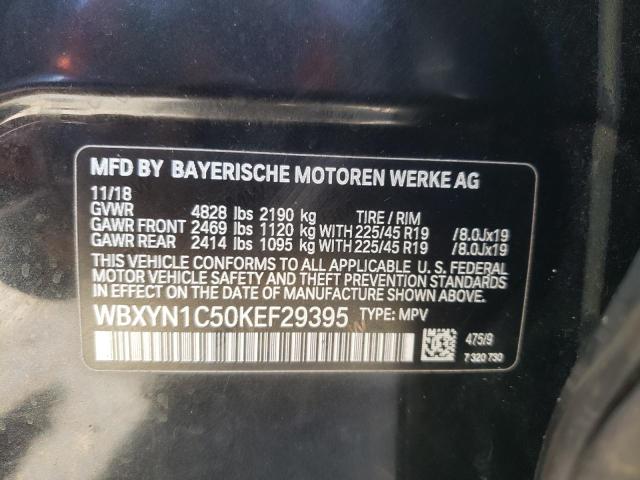 MFD BY BAYERISCHE MOTOREN WERKE AG
11/18
GVWR 4828 lbs 2190 kg TIRE / RIM
GAWR FRONT 2469 lbs 1120 kg WITH 225/45 R19 /8.0Jx19
GAWR REAR 2414 lbs 1095 kg WITH 225/45 R19 /8.0Jx19
THIS VEHICLE CONFORMS TO ALL APPLICABLE U. S. FEDERAL
MOTOR VEHICLE SAFETY AND THEFT PREVENTION STANDARDS
IN EFFECT ON THE DATE OF MANUFACTURE SHOWN ABOVE.
WBXYN1C50KEF29395 TYPE: MPV
475/9
7 320 730